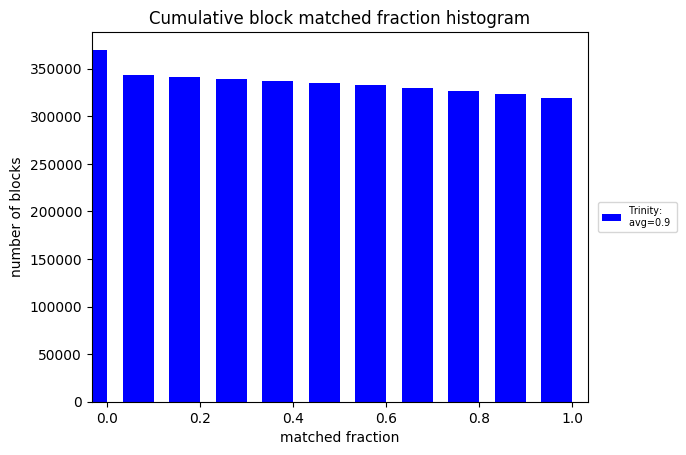 Cumulative block matched fraction histogram
number of blocks
350000
300000
250000
200000
150000
100000
50000
0
0.0 0.2 0.4 0.6 0.8 1.0
matched fraction
Trinity:
avg=0.9